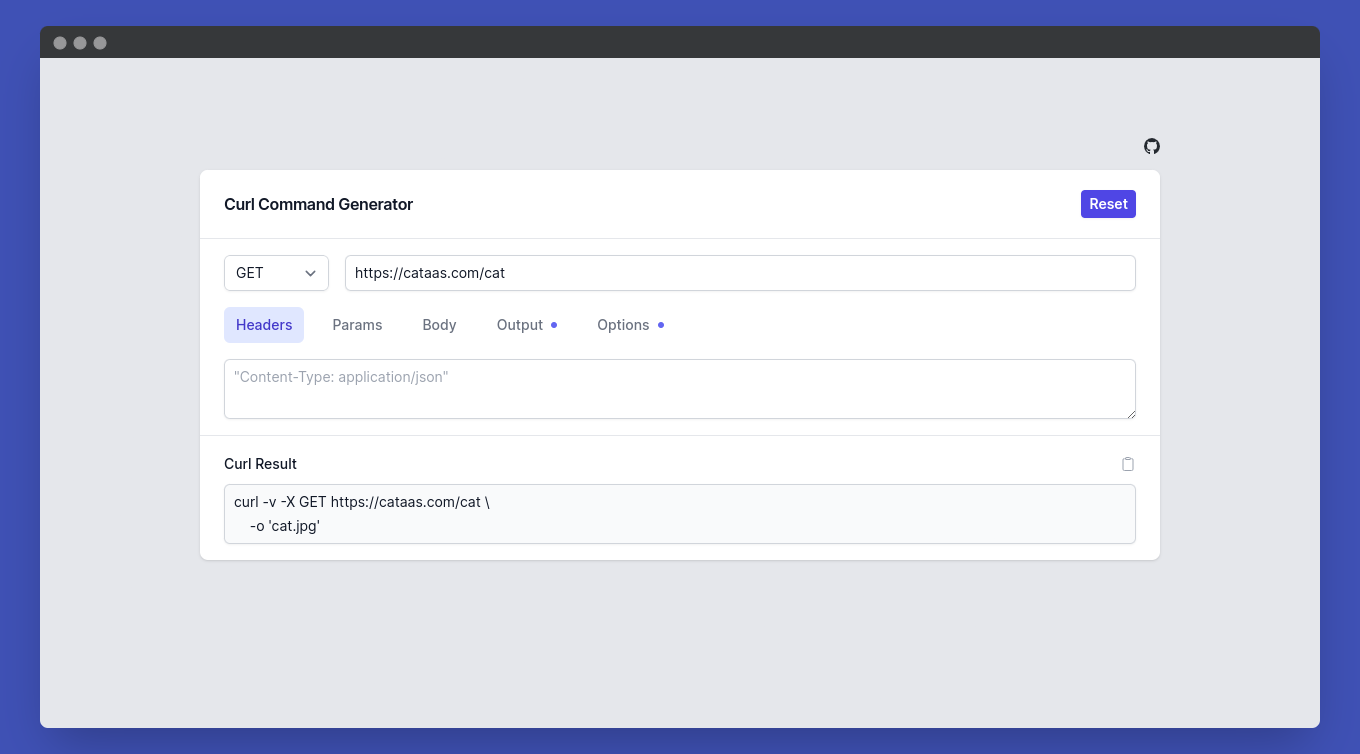 Curl Command Generator
Reset
GET
https://cataas.com/cat
Headers
Params
Body
Output
Options
"Content-Type: application/json"
Curl Result
curl -v -X GET https://cataas.com/cat \
-o 'cat.jpg'